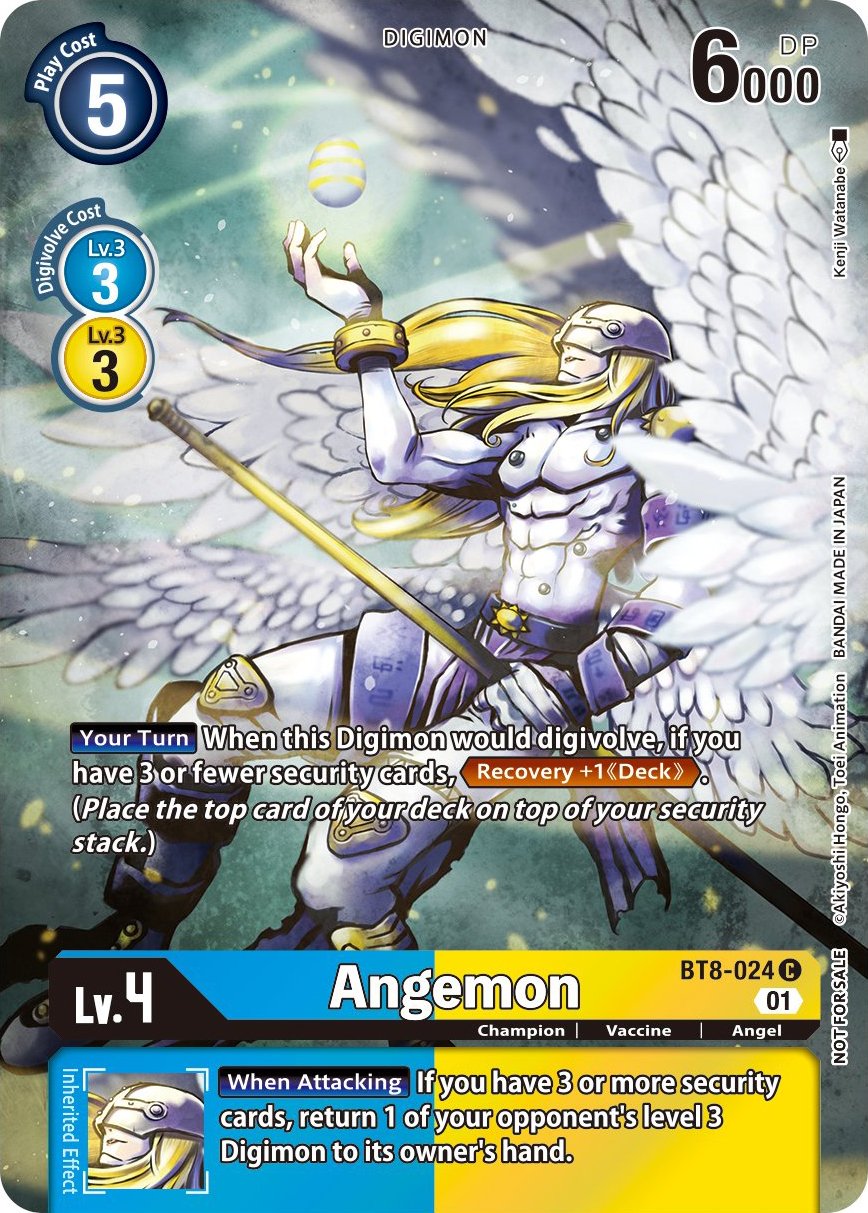 DIGIMON
Play Cost
5
DP
6000
Digivolve Cost
Lv.3
3
Lv.3
3
Kenji Watanabe
BANDAI MADE IN JAPAN
©Akiyoshi Hongo, Toei Animation
NOT FOR SALE
Your Turn When this Digimon would digivolve, if you
have 3 or fewer security cards, Recovery +1《Deck》.
(Place the top card of your deck on top of your security
stack.)
BT8-024 C
01
Lv.4
Angemon
Champion | Vaccine | Angel
Inherited Effect
When Attacking If you have 3 or more security
cards, return 1 of your opponent's level 3
Digimon to its owner's hand.